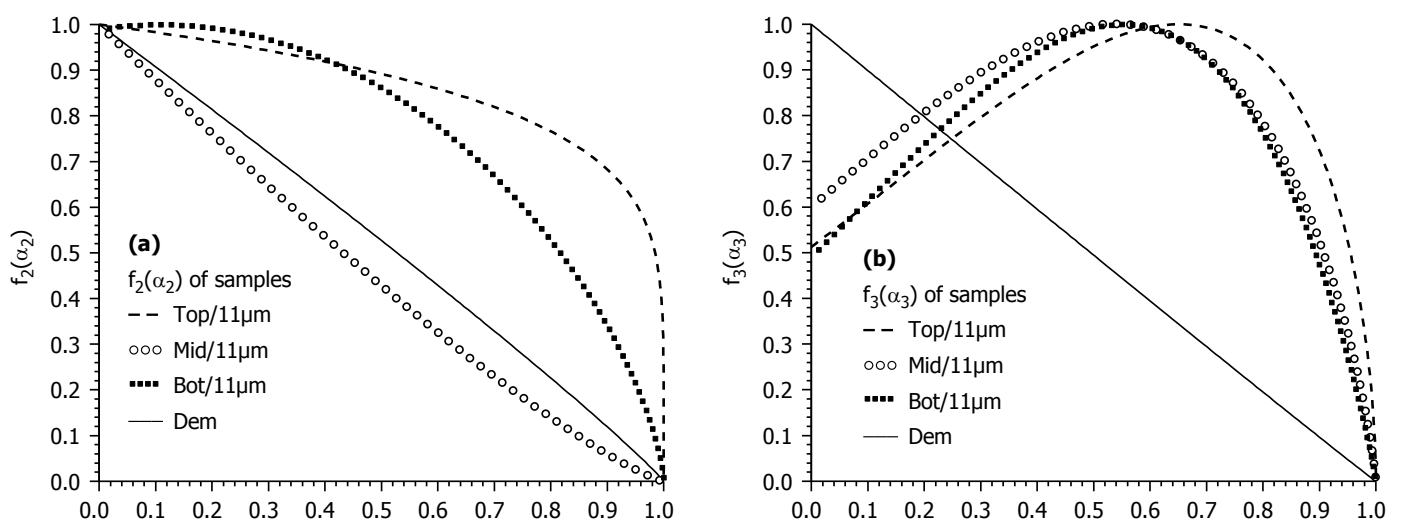 1.0
0.9
0.8
0.7
0.6
0.5
0.4
0.3
0.2
0.1
0.0
f₂(α₂)
(a)
f₂(α₂) of samples
Top/11μm
Mid/11μm
Bot/11μm
Dem
0.0 0.1 0.2 0.3 0.4 0.5 0.6 0.7 0.8 0.9 1.0
1.0
0.9
0.8
0.7
0.6
0.5
0.4
0.3
0.2
0.1
0.0
f₃(α₃)
(b)
f₃(α₃) of samples
Top/11μm
Mid/11μm
Bot/11μm
Dem
0.0 0.1 0.2 0.3 0.4 0.5 0.6 0.7 0.8 0.9 1.0